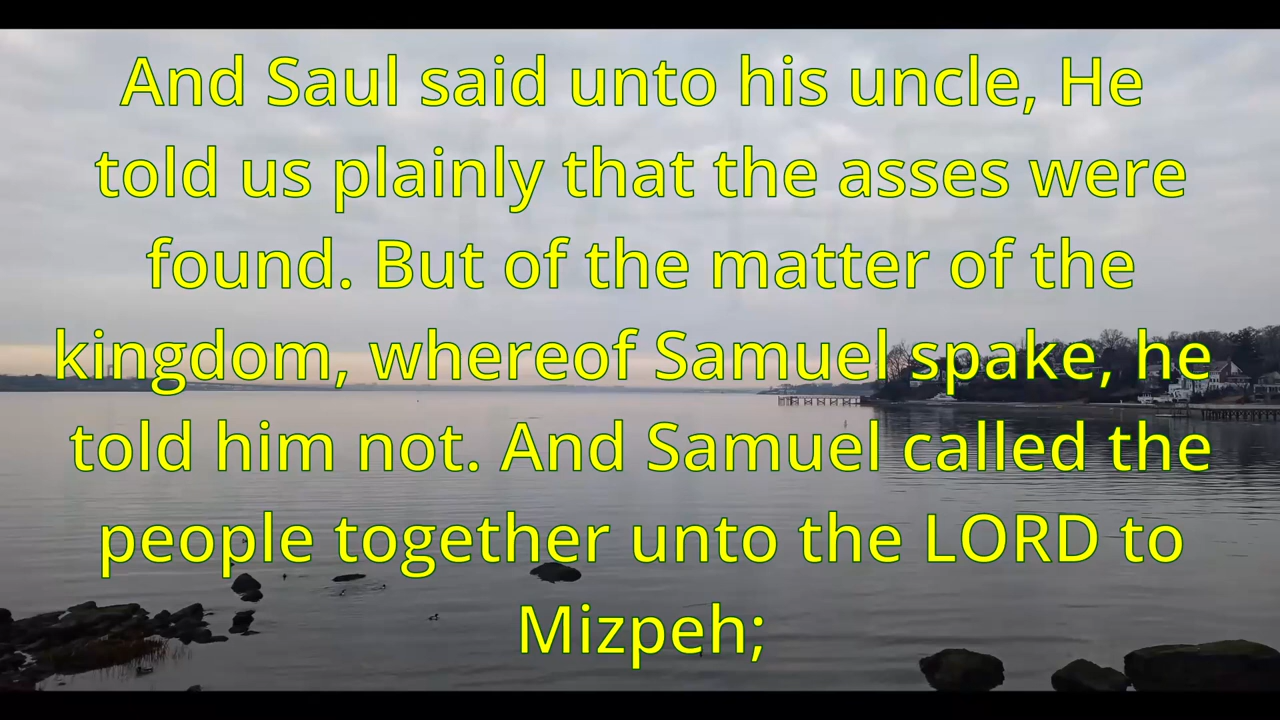 And Saul said unto his uncle, He
told us plainly that the asses were
found. But of the matter of the
kingdom, whereof Samuel spake, he
told him not. And Samuel called the
people together unto the LORD to
Mizpeh;